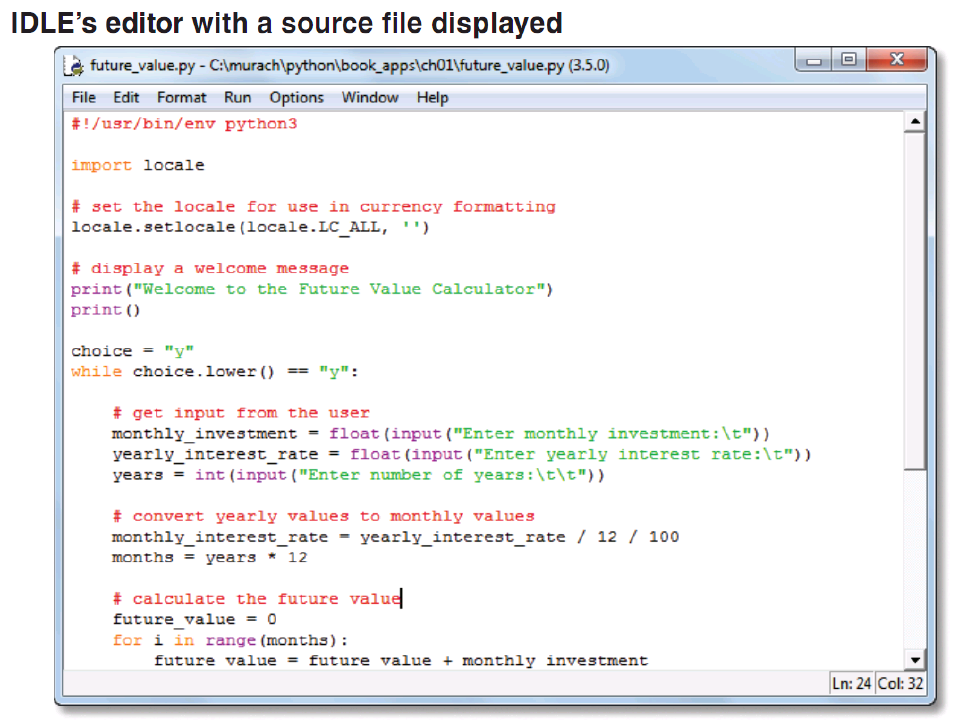 IDLE’s editor with a source file displayed
future_value.py - C:\murach\python\book_apps\ch01\future_value.py (3.5.0)
File Edit Format Run Options Window Help
#!/usr/bin/env python3
import locale
# set the locale for use in currency formatting
locale.setlocale(locale.LC_ALL, '')
# display a welcome message
print("Welcome to the Future Value Calculator")
print()
choice = "y"
while choice.lower() == "y":
    # get input from the user
    monthly_investment = float(input("Enter monthly investment:\t"))
    yearly_interest_rate = float(input("Enter yearly interest rate:\t"))
    years = int(input("Enter number of years:\t\t"))
    # convert yearly values to monthly values
    monthly_interest_rate = yearly_interest_rate / 12 / 100
    months = years * 12
    # calculate the future value
    future_value = 0
    for i in range(months):
        future_value = future_value + monthly_investment
Ln: 24 Col: 32